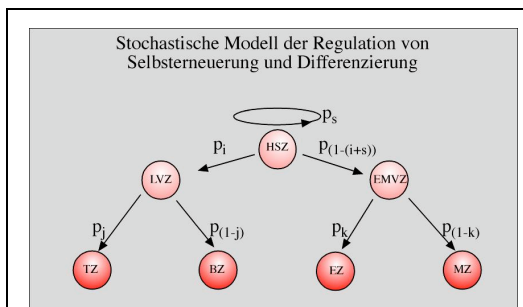 Stochastische Modell der Regulation von
Selbsterneuerung und Differenzierung
p_s
HSZ
p_i
p_(1-(i+s))
LVZ
EMVZ
p_j
p_(1-j)
p_k
p_(1-k)
TZ
BZ
EZ
MZ